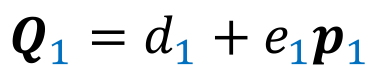 𝑸₁ = 𝑑₁ + 𝑒₁𝒑₁